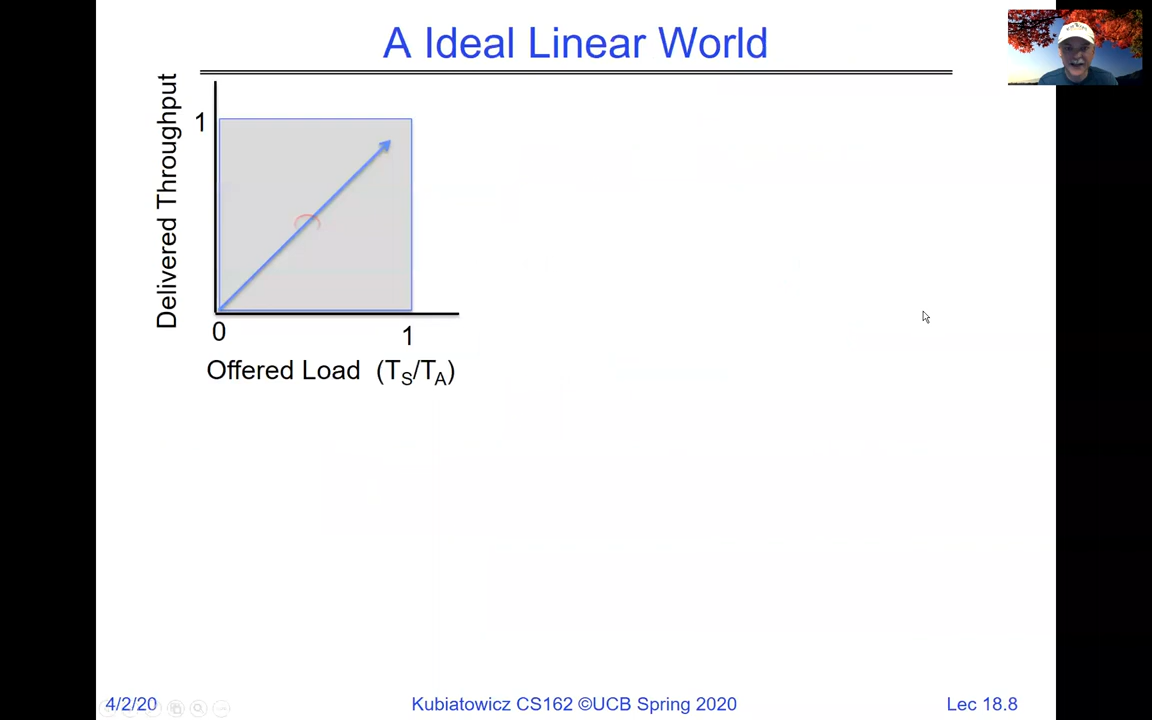 A Ideal Linear World
Delivered Throughput
1
0
1
Offered Load (TS/TA)
4/2/20
Kubiatowicz CS162 ©UCB Spring 2020
Lec 18.8